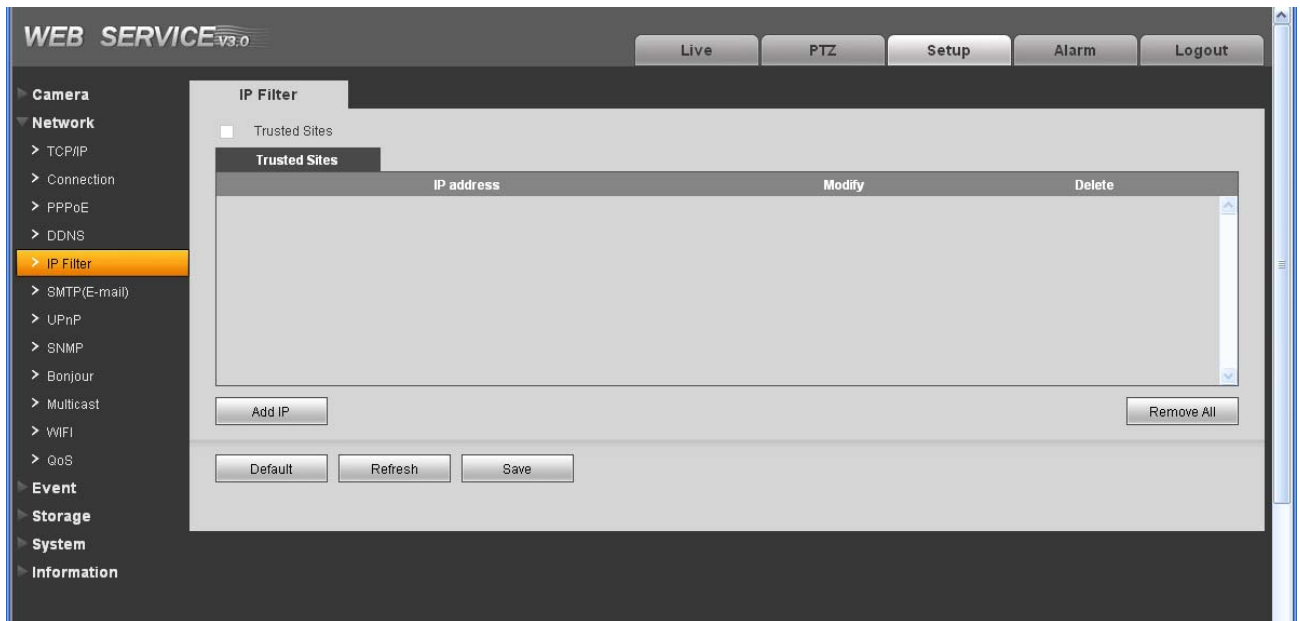 WEB SERVICE V3.0
Live PTZ Setup Alarm Logout
Camera
Network
TCP/IP
Connection
PPPoE
DDNS
IP Filter
SMTP(E-mail)
UPnP
SNMP
Bonjour
Multicast
WIFI
QoS
Event
Storage
System
Information
IP Filter
Trusted Sites
Trusted Sites
IP address Modify Delete
Add IP Remove All
Default Refresh Save